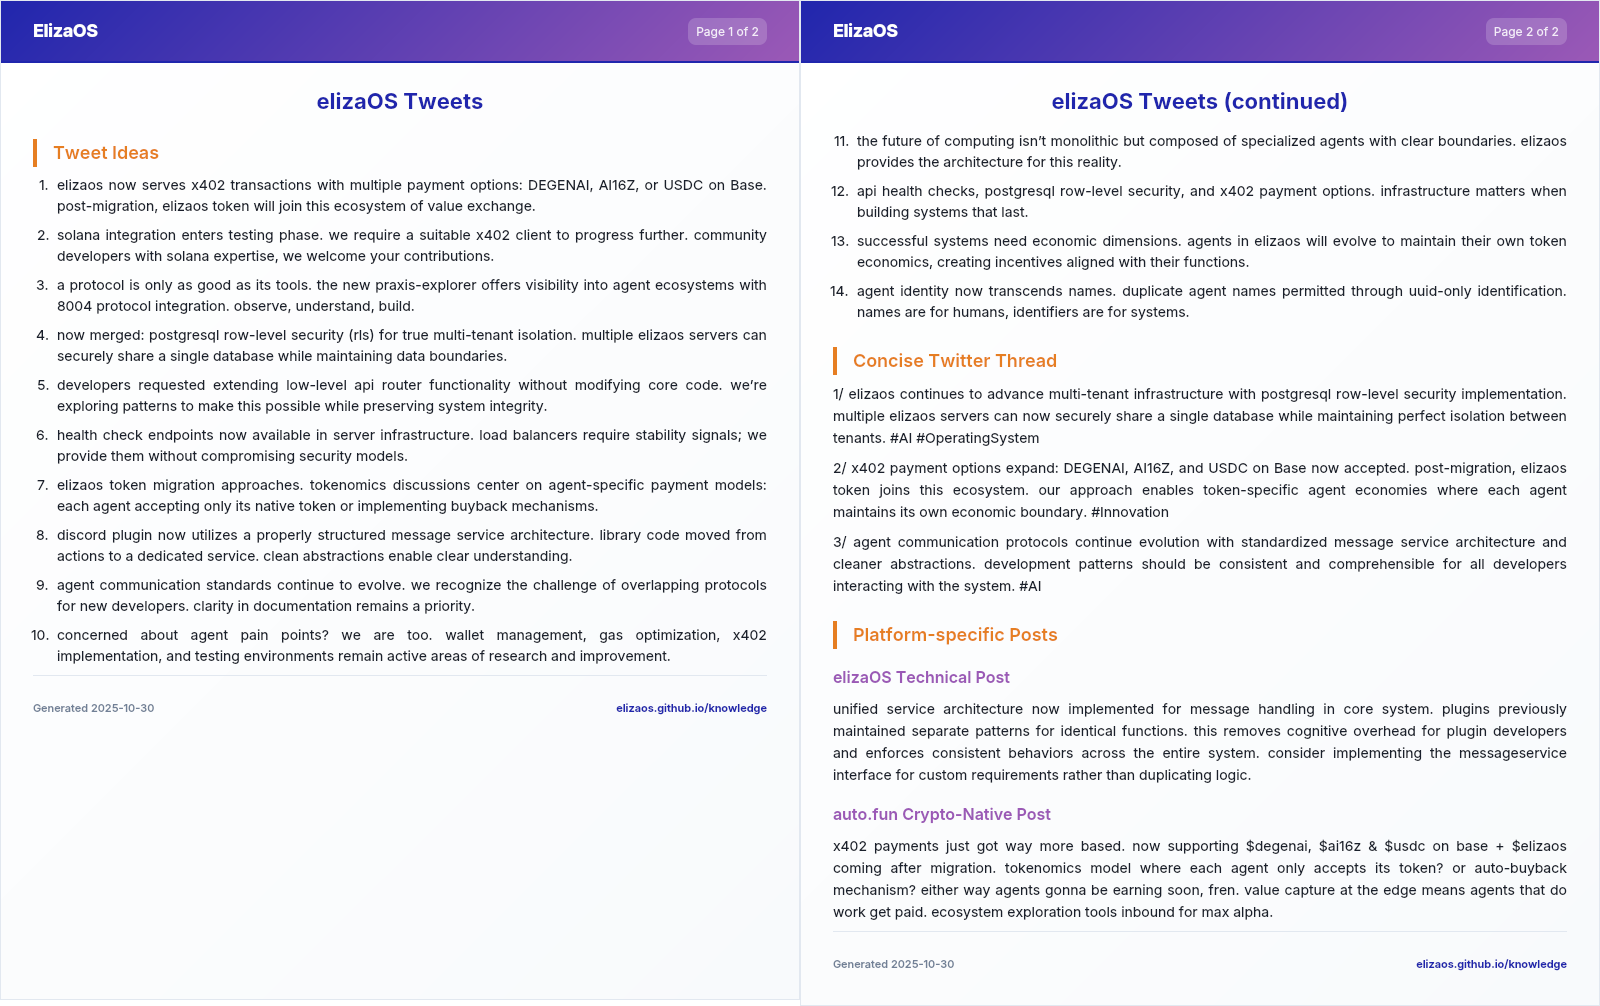 ElizaOS
Page 1 of 2
elizaOS Tweets
Tweet Ideas
1. elizaos now serves x402 transactions with multiple payment options: DEGENAI, AI16Z, or USDC on Base.
post-migration, elizaos token will join this ecosystem of value exchange.
2. solana integration enters testing phase. we require a suitable x402 client to progress further. community
developers with solana expertise, we welcome your contributions.
3. a protocol is only as good as its tools. the new praxis-explorer offers visibility into agent ecosystems with
8004 protocol integration. observe, understand, build.
4. now merged: postgresql row-level security (rls) for true multi-tenant isolation. multiple elizaos servers can
securely share a single database while maintaining data boundaries.
5. developers requested extending low-level api router functionality without modifying core code. we’re
exploring patterns to make this possible while preserving system integrity.
6. health check endpoints now available in server infrastructure. load balancers require stability signals; we
provide them without compromising security models.
7. elizaos token migration approaches. tokenomics discussions center on agent-specific payment models:
each agent accepting only its native token or implementing buyback mechanisms.
8. discord plugin now utilizes a properly structured message service architecture. library code moved from
actions to a dedicated service. clean abstractions enable clear understanding.
9. agent communication standards continue to evolve. we recognize the challenge of overlapping protocols
for new developers. clarity in documentation remains a priority.
10. concerned about agent pain points? we are too. wallet management, gas optimization, x402
implementation, and testing environments remain active areas of research and improvement.
Generated 2025-10-30
elizaos.github.io/knowledge
ElizaOS
Page 2 of 2
elizaOS Tweets (continued)
11. the future of computing isn’t monolithic but composed of specialized agents with clear boundaries. elizaos
provides the architecture for this reality.
12. api health checks, postgresql row-level security, and x402 payment options. infrastructure matters when
building systems that last.
13. successful systems need economic dimensions. agents in elizaos will evolve to maintain their own token
economics, creating incentives aligned with their functions.
14. agent identity now transcends names. duplicate agent names permitted through uuid-only identification.
names are for humans, identifiers are for systems.
Concise Twitter Thread
1/ elizaos continues to advance multi-tenant infrastructure with postgresql row-level security implementation.
multiple elizaos servers can now securely share a single database while maintaining perfect isolation between
tenants. #AI #OperatingSystem
2/ x402 payment options expand: DEGENAI, AI16Z, and USDC on Base now accepted. post-migration, elizaos
token joins this ecosystem. our approach enables token-specific agent economies where each agent
maintains its own economic boundary. #Innovation
3/ agent communication protocols continue evolution with standardized message service architecture and
cleaner abstractions. development patterns should be consistent and comprehensible for all developers
interacting with the system. #AI
Platform-specific Posts
elizaOS Technical Post
unified service architecture now implemented for message handling in core system. plugins previously
maintained separate patterns for identical functions. this removes cognitive overhead for plugin developers
and enforces consistent behaviors across the entire system. consider implementing the messageservice
interface for custom requirements rather than duplicating logic.
auto.fun Crypto-Native Post
x402 payments just got way more based. now supporting $degenai, $ai16z & $usdc on base + $elizaos
coming after migration. tokenomics model where each agent only accepts its token? or auto-buyback
mechanism? either way agents gonna be earning soon, fren. value capture at the edge means agents that do
work get paid. ecosystem exploration tools inbound for max alpha.
Generated 2025-10-30
elizaos.github.io/knowledge